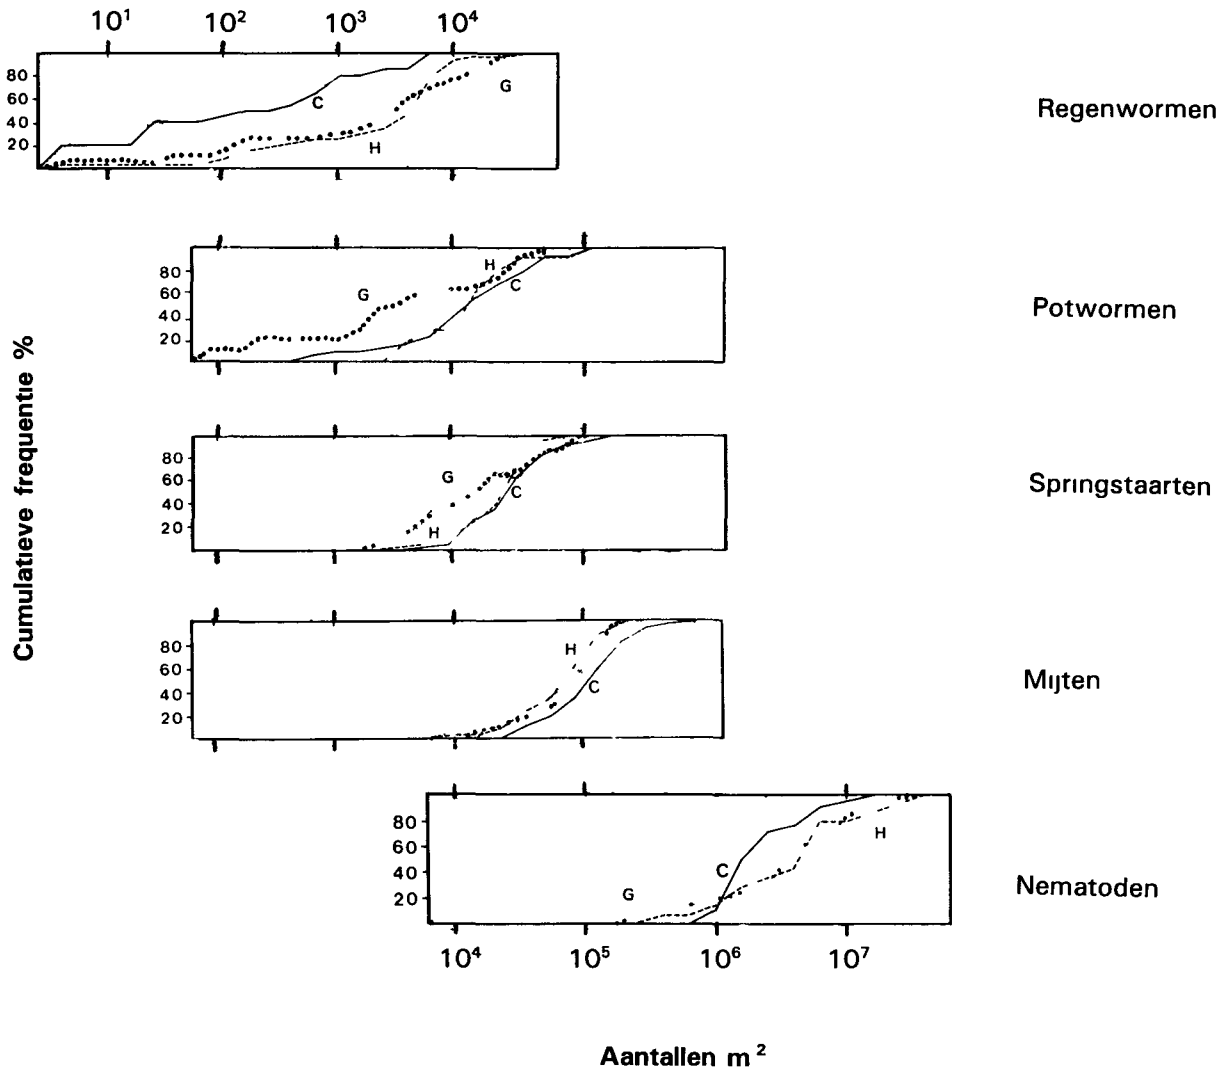 10¹ 10² 10³ 10⁴
80
60
40
20
C
G
H
Regenwormen
80
60
40
20
G
H
C
Potwormen
80
60
40
20
G
H
C
Springstaarten
80
60
40
20
H
C
Mijten
80
60
40
20
G
C
H
Nematoden
10⁴ 10⁵ 10⁶ 10⁷
Cumulatieve frequentie %
Aantallen m²